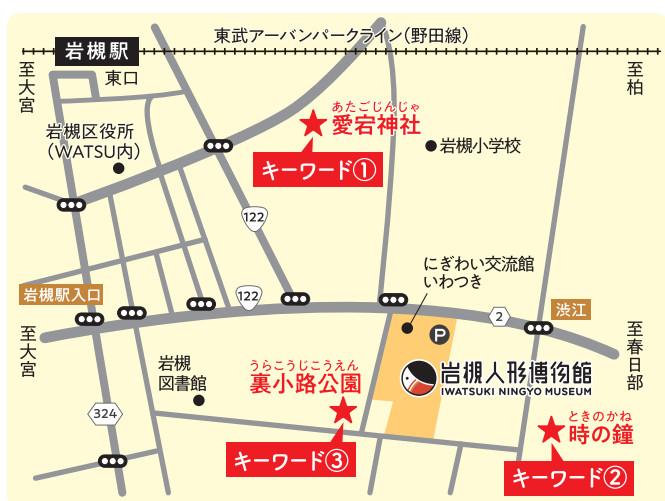 東武アーバンパークライン(野田線)
岩槻駅
至大宮
東口
至柏
岩槻区役所
(WATSU内)
あたごじんじゃ
愛宕神社
キーワード①
岩槻小学校
122
122
にぎわい交流館
いわつき
岩槻駅入口
2
渋江
至大宮
P
至春日部
岩槻
図書館
うらこうじこうえん
裏小路公園
岩槻人形博物館
IWATSUKI NINGYO MUSEUM
324
ときのかね
時の鐘
キーワード③
キーワード②